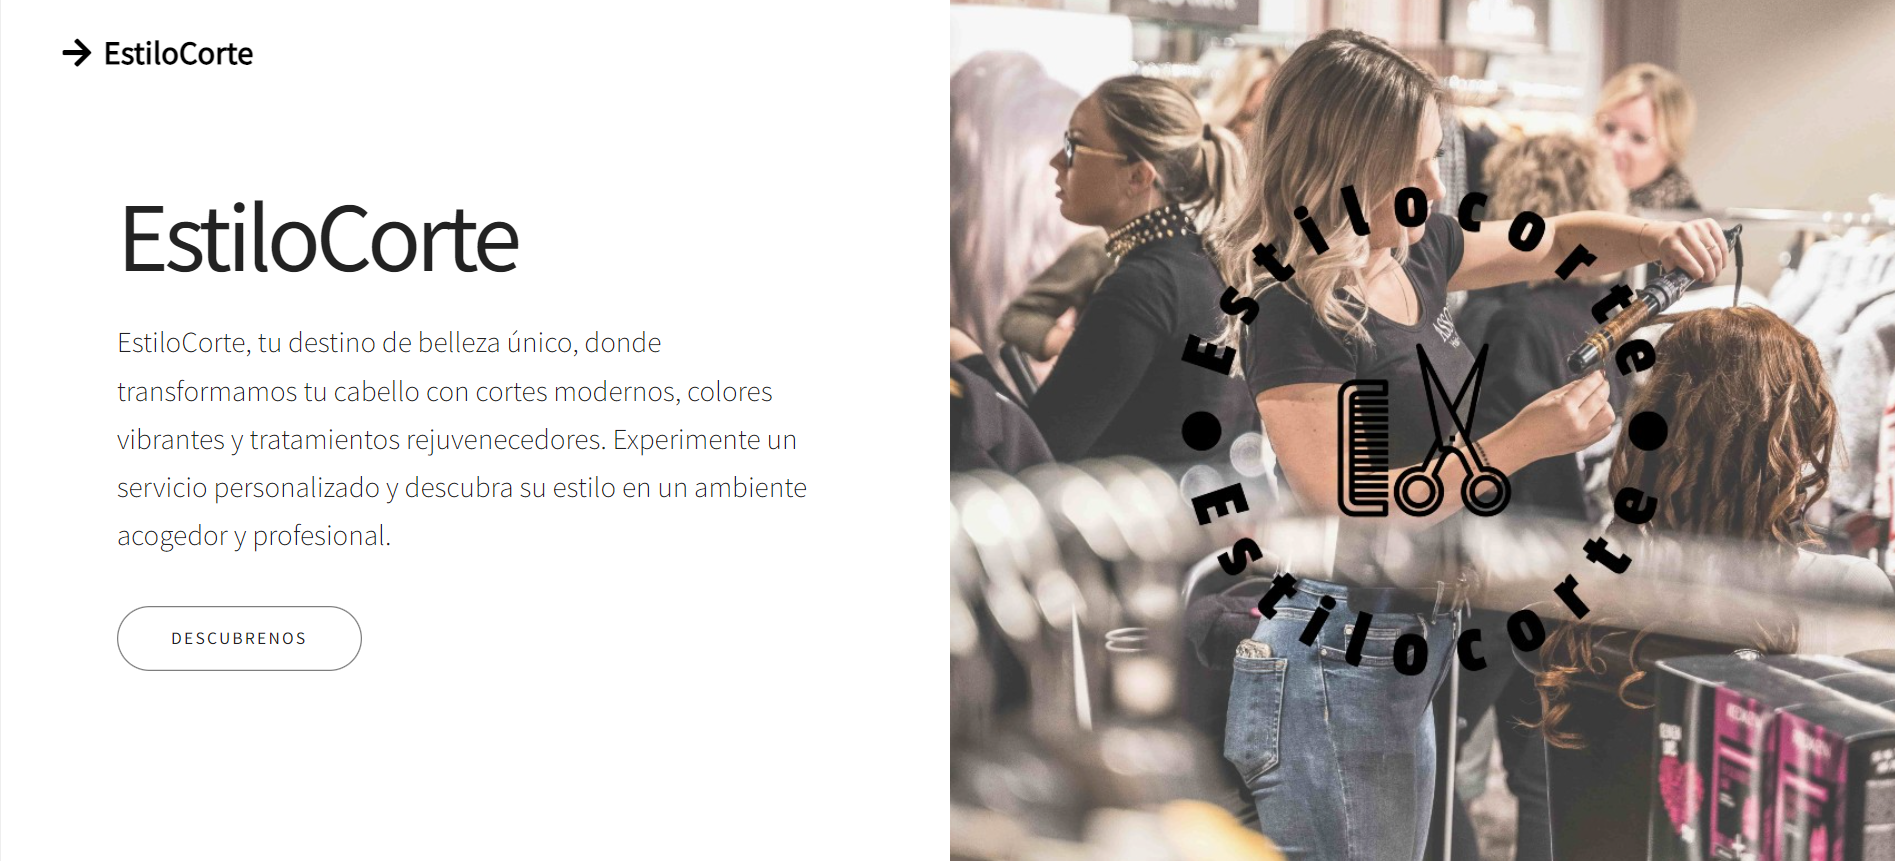 EstiloCorte
EstiloCorte
EstiloCorte, tu destino de belleza único, donde
transformamos tu cabello con cortes modernos, colores
vibrantes y tratamientos rejuvenecedores. Experimente un
servicio personalizado y descubra su estilo en un ambiente
acogedor y profesional.
DESCUBRENOS
Estilocorte
Estilocorte